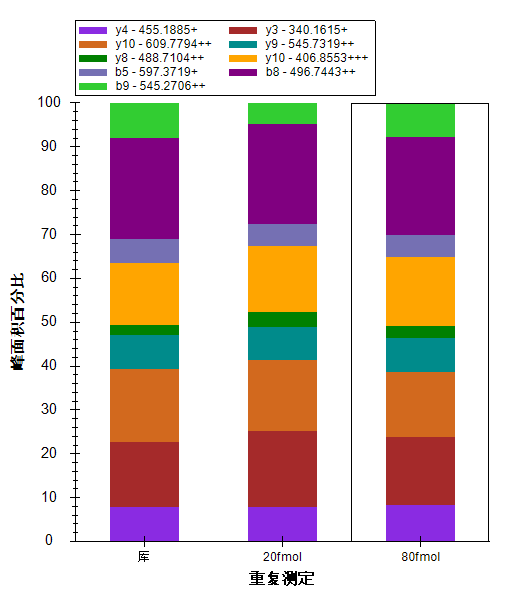 y4 - 455.1885+ y3 - 340.1615+
y10 - 609.7794++ y9 - 545.7319++
y8 - 488.7104++ y10 - 406.8553+++
b5 - 597.3719+ b8 - 496.7443++
b9 - 545.2706++
100
90
80
70
60
50
40
30
20
10
0
峰面积百分比
库 20fmol 80fmol
重复测定